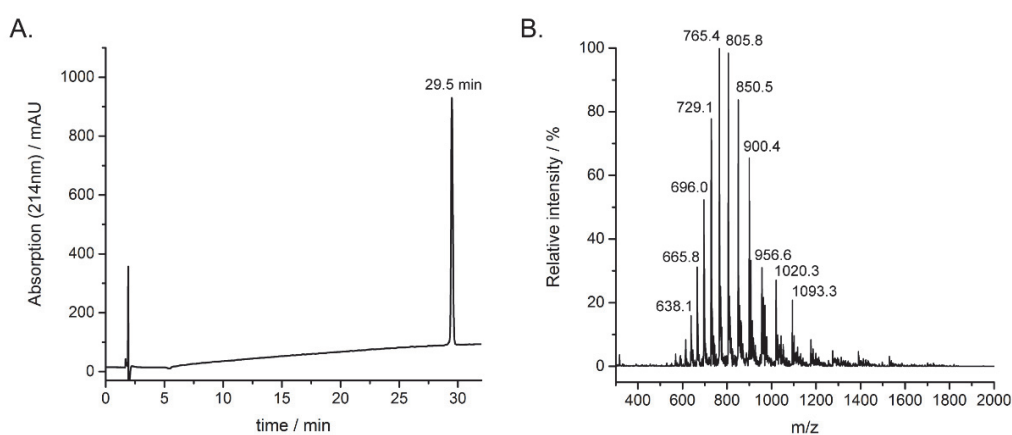 A.
B.
Absorption (214nm) / mAU
1000
800
600
400
200
0
29.5 min
0 5 10 15 20 25 30
time / min
Relative intensity / %
100
80
60
40
20
0
765.4
805.8
850.5
729.1
900.4
696.0
956.6
665.8
1020.3
1093.3
638.1
400 600 800 1000 1200 1400 1600 1800 2000
m/z